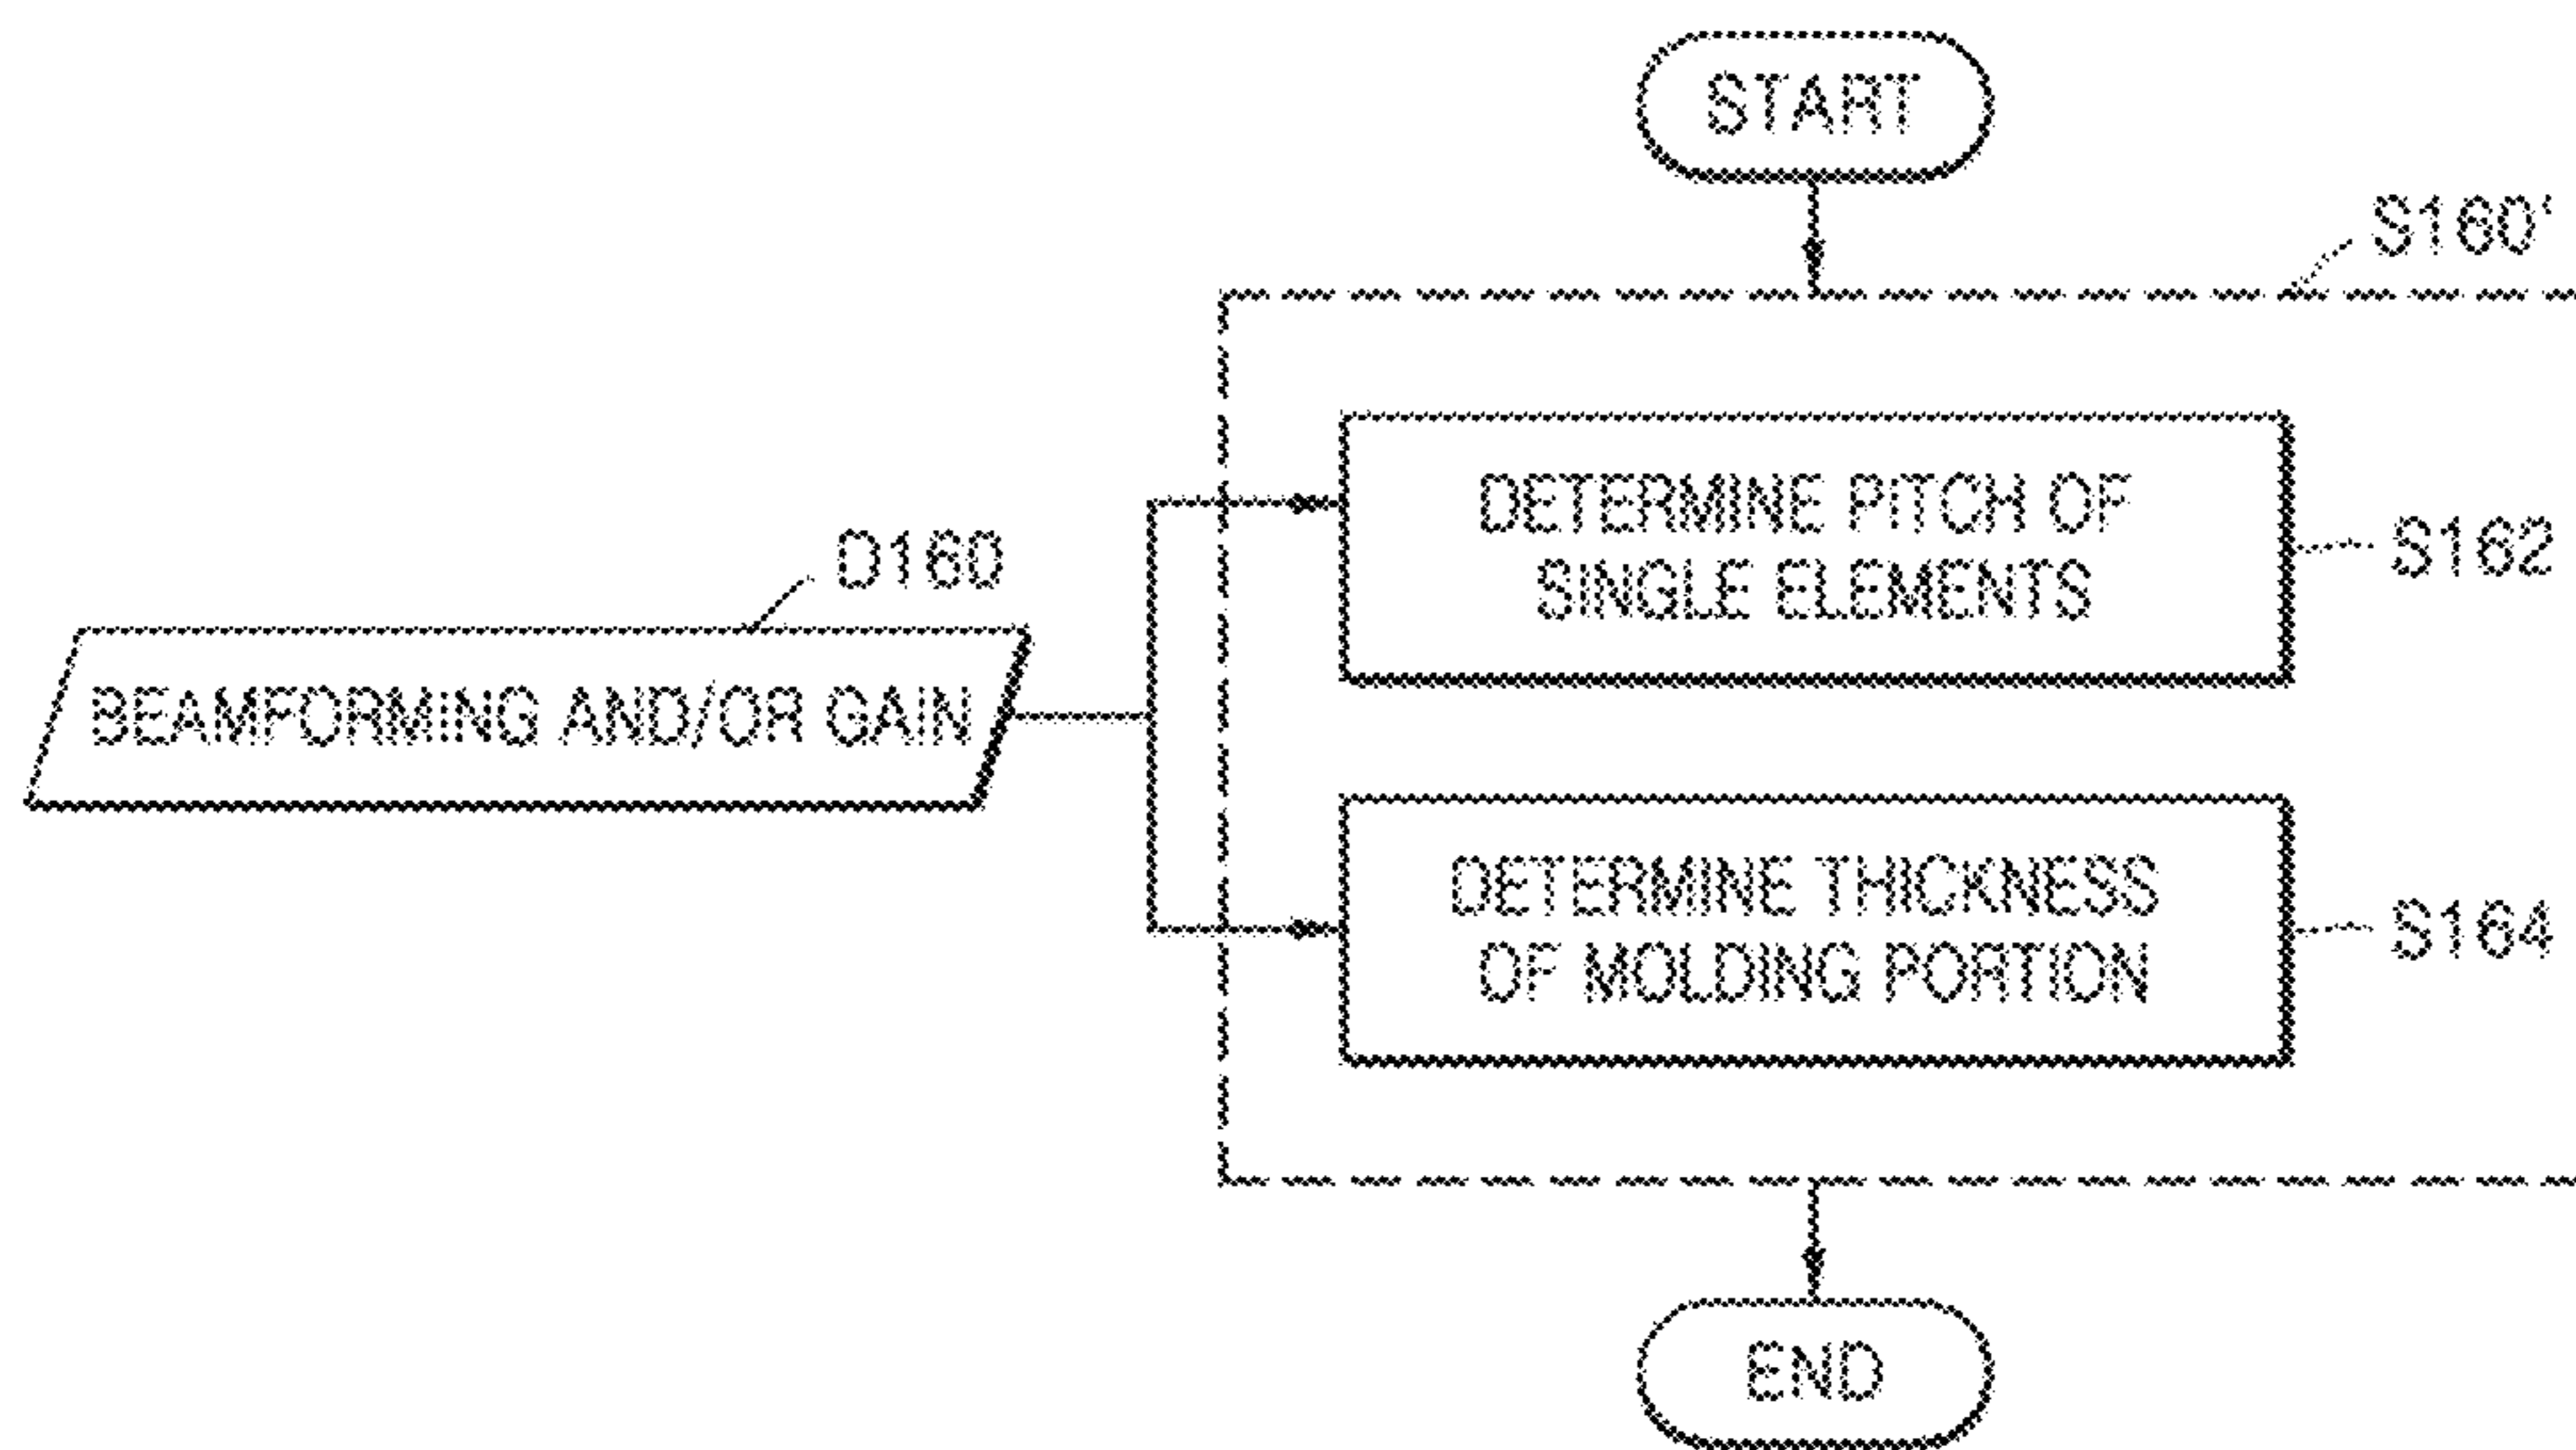 START
S160'
DETERMINE PITCH OF
SINGLE ELEMENTS
S162
D160
BEAMFORMING AND/OR GAIN
DETERMINE THICKNESS
OF MOLDING PORTION
S164
END